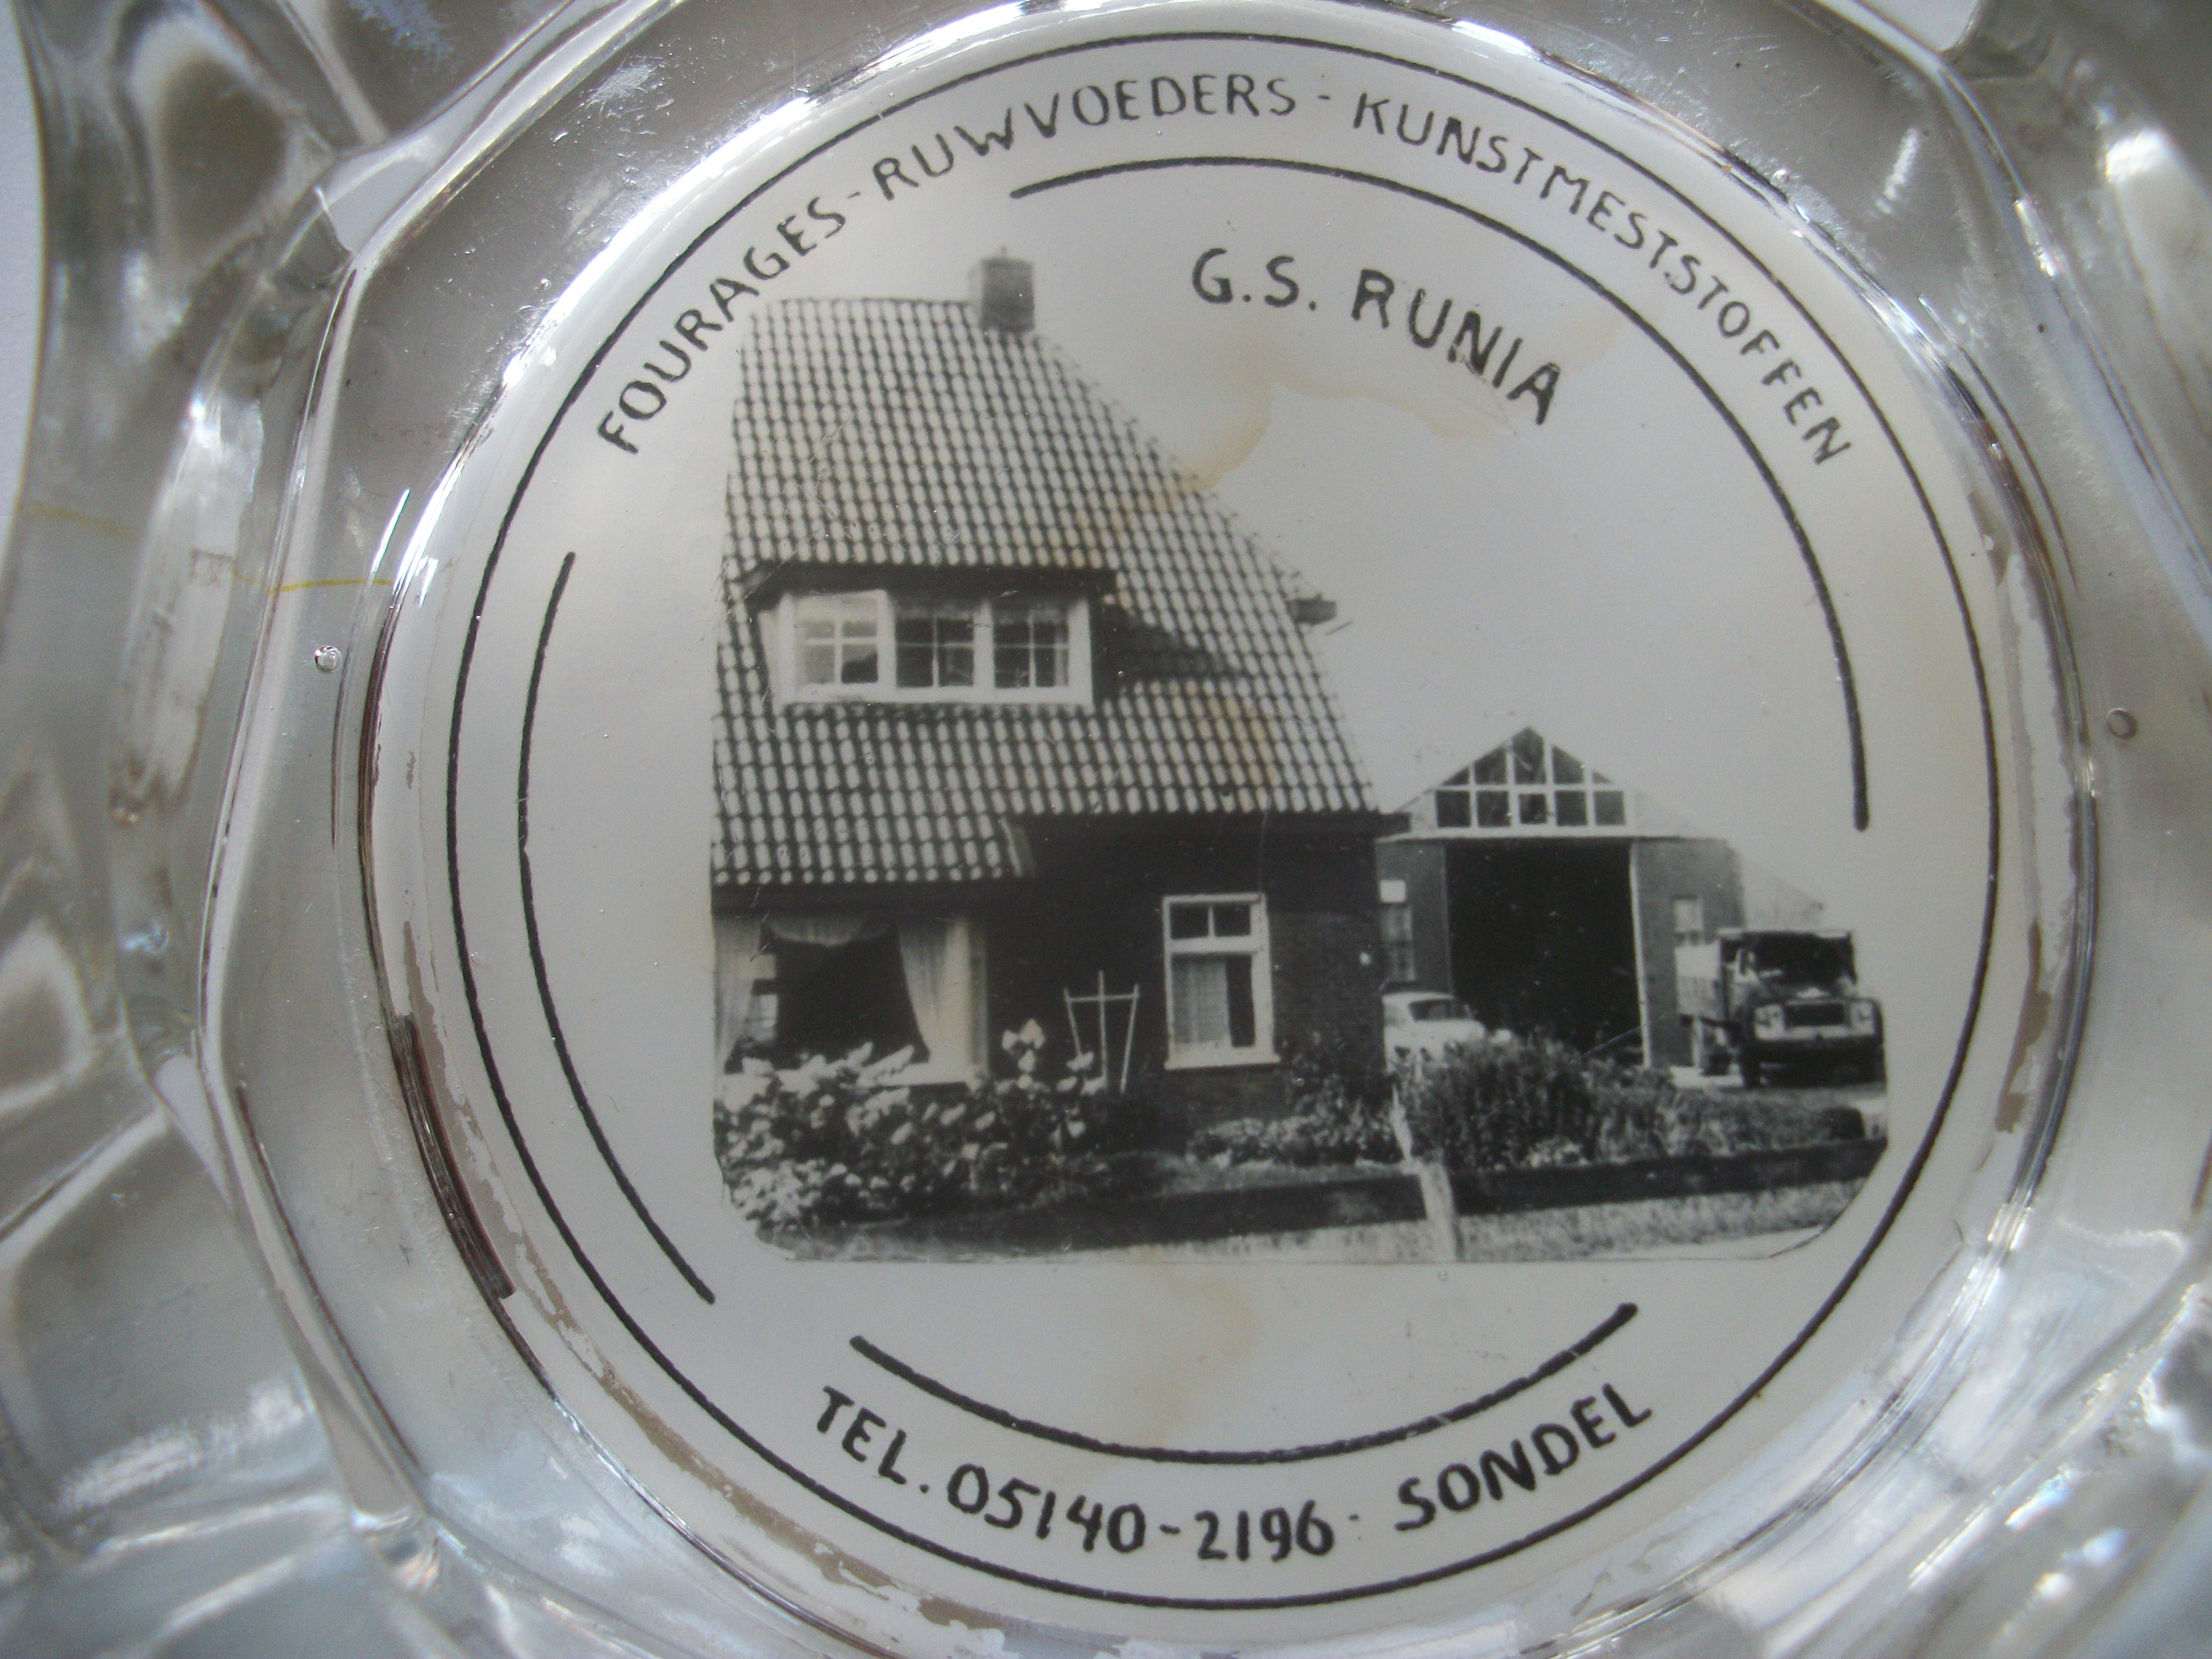 FOURAGES - RUWVOEDERS - KUNSTMESTSTOFFEN
G.S. RUNIA
TEL. 05140-2196 · SONDEL